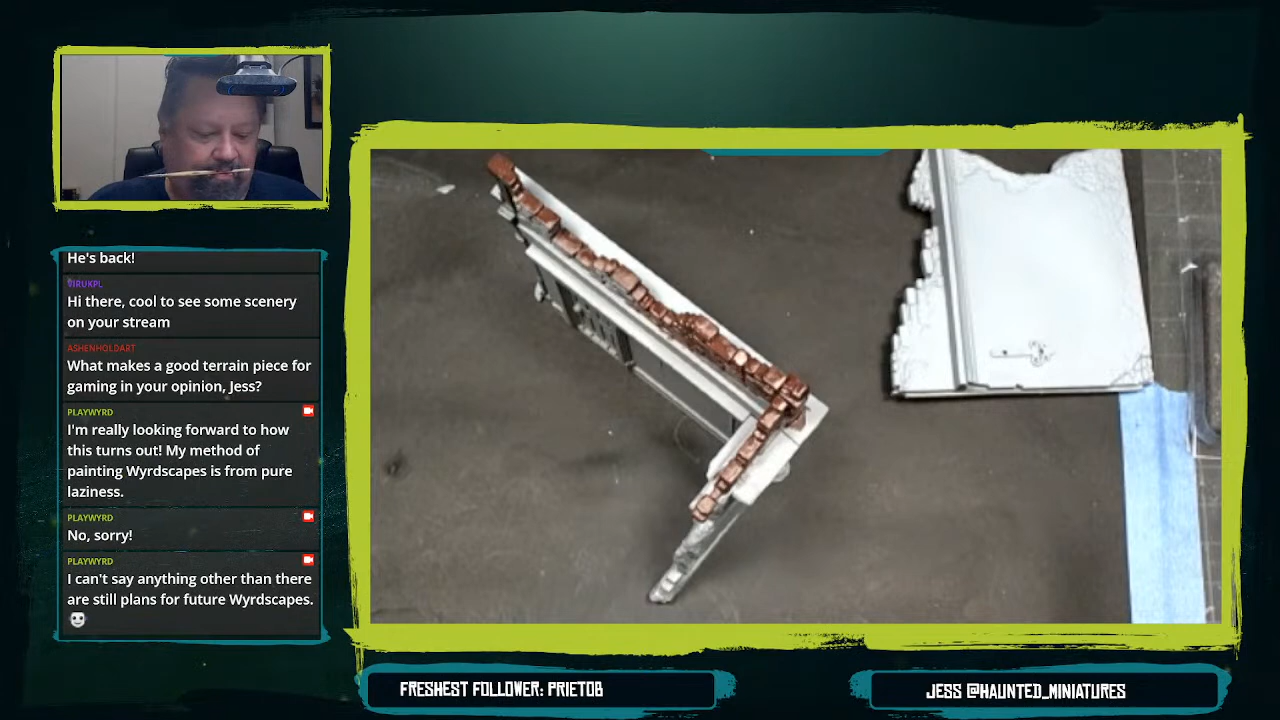 He's back!
VIRUKPL
Hi there, cool to see some scenery
on your stream
ASHENHOLDART
What makes a good terrain piece for
gaming in your opinion, Jess?
PLAYWYRD
I'm really looking forward to how
this turns out! My method of
painting Wyrdscapes is from pure
laziness.
PLAYWYRD
No, sorry!
PLAYWYRD
I can't say anything other than there
are still plans for future Wyrdscapes.
FRESHEST FOLLOWER: PRIETOB
JESS @HAUNTED_MINIATURES